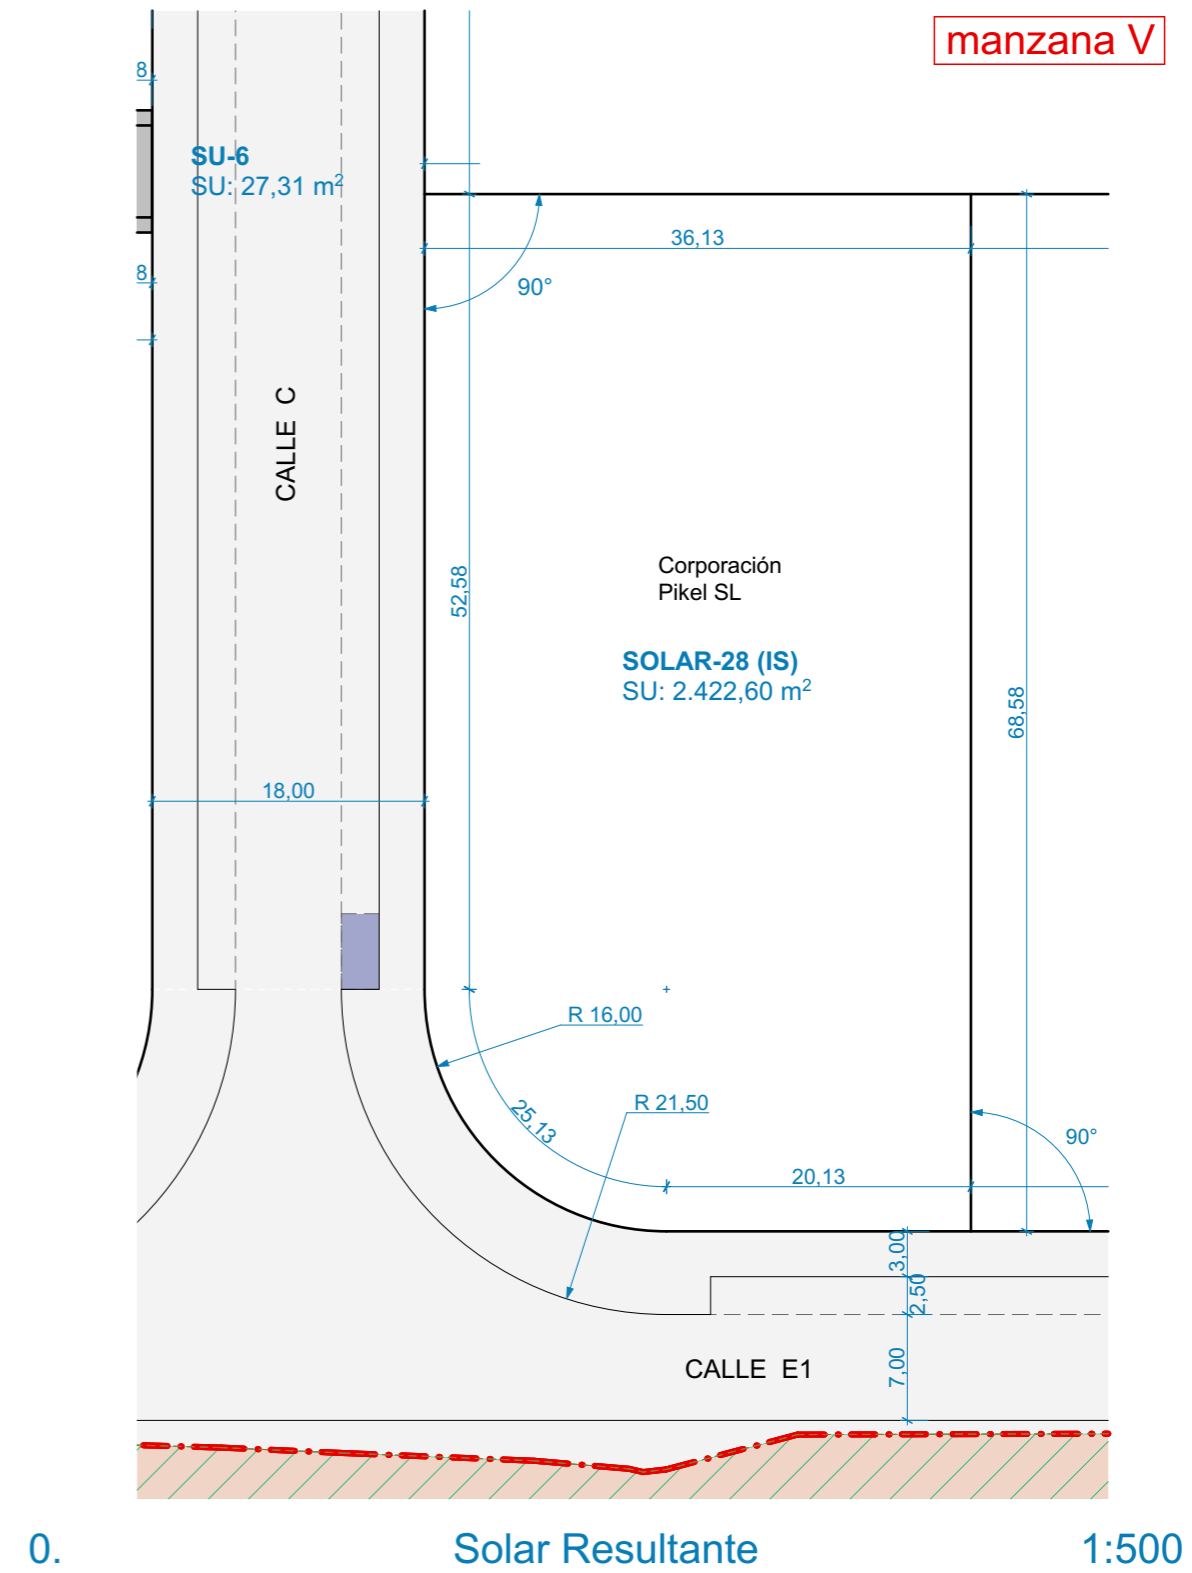 manzana V
8
SU-6
SU: 27,31 m²
36,13
8
90°
CALLE C
52,58
Corporación
Pikel SL
SOLAR-28 (IS)
SU: 2.422,60 m²
68,58
18,00
R 16,00
R 21,50
25,13
90°
20,13
3,00
2,50
7,00
CALLE E1
0.
Solar Resultante
1:500